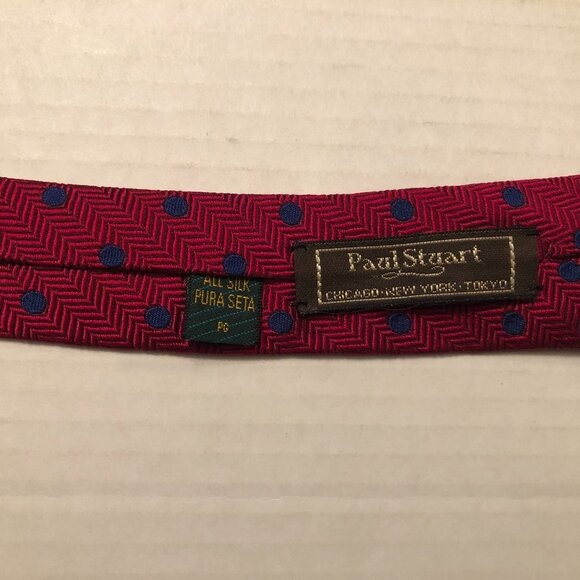 ALL SILK
PURA SETA
PG
Paul Stuart
CHICAGO·NEW YORK·TOKYO